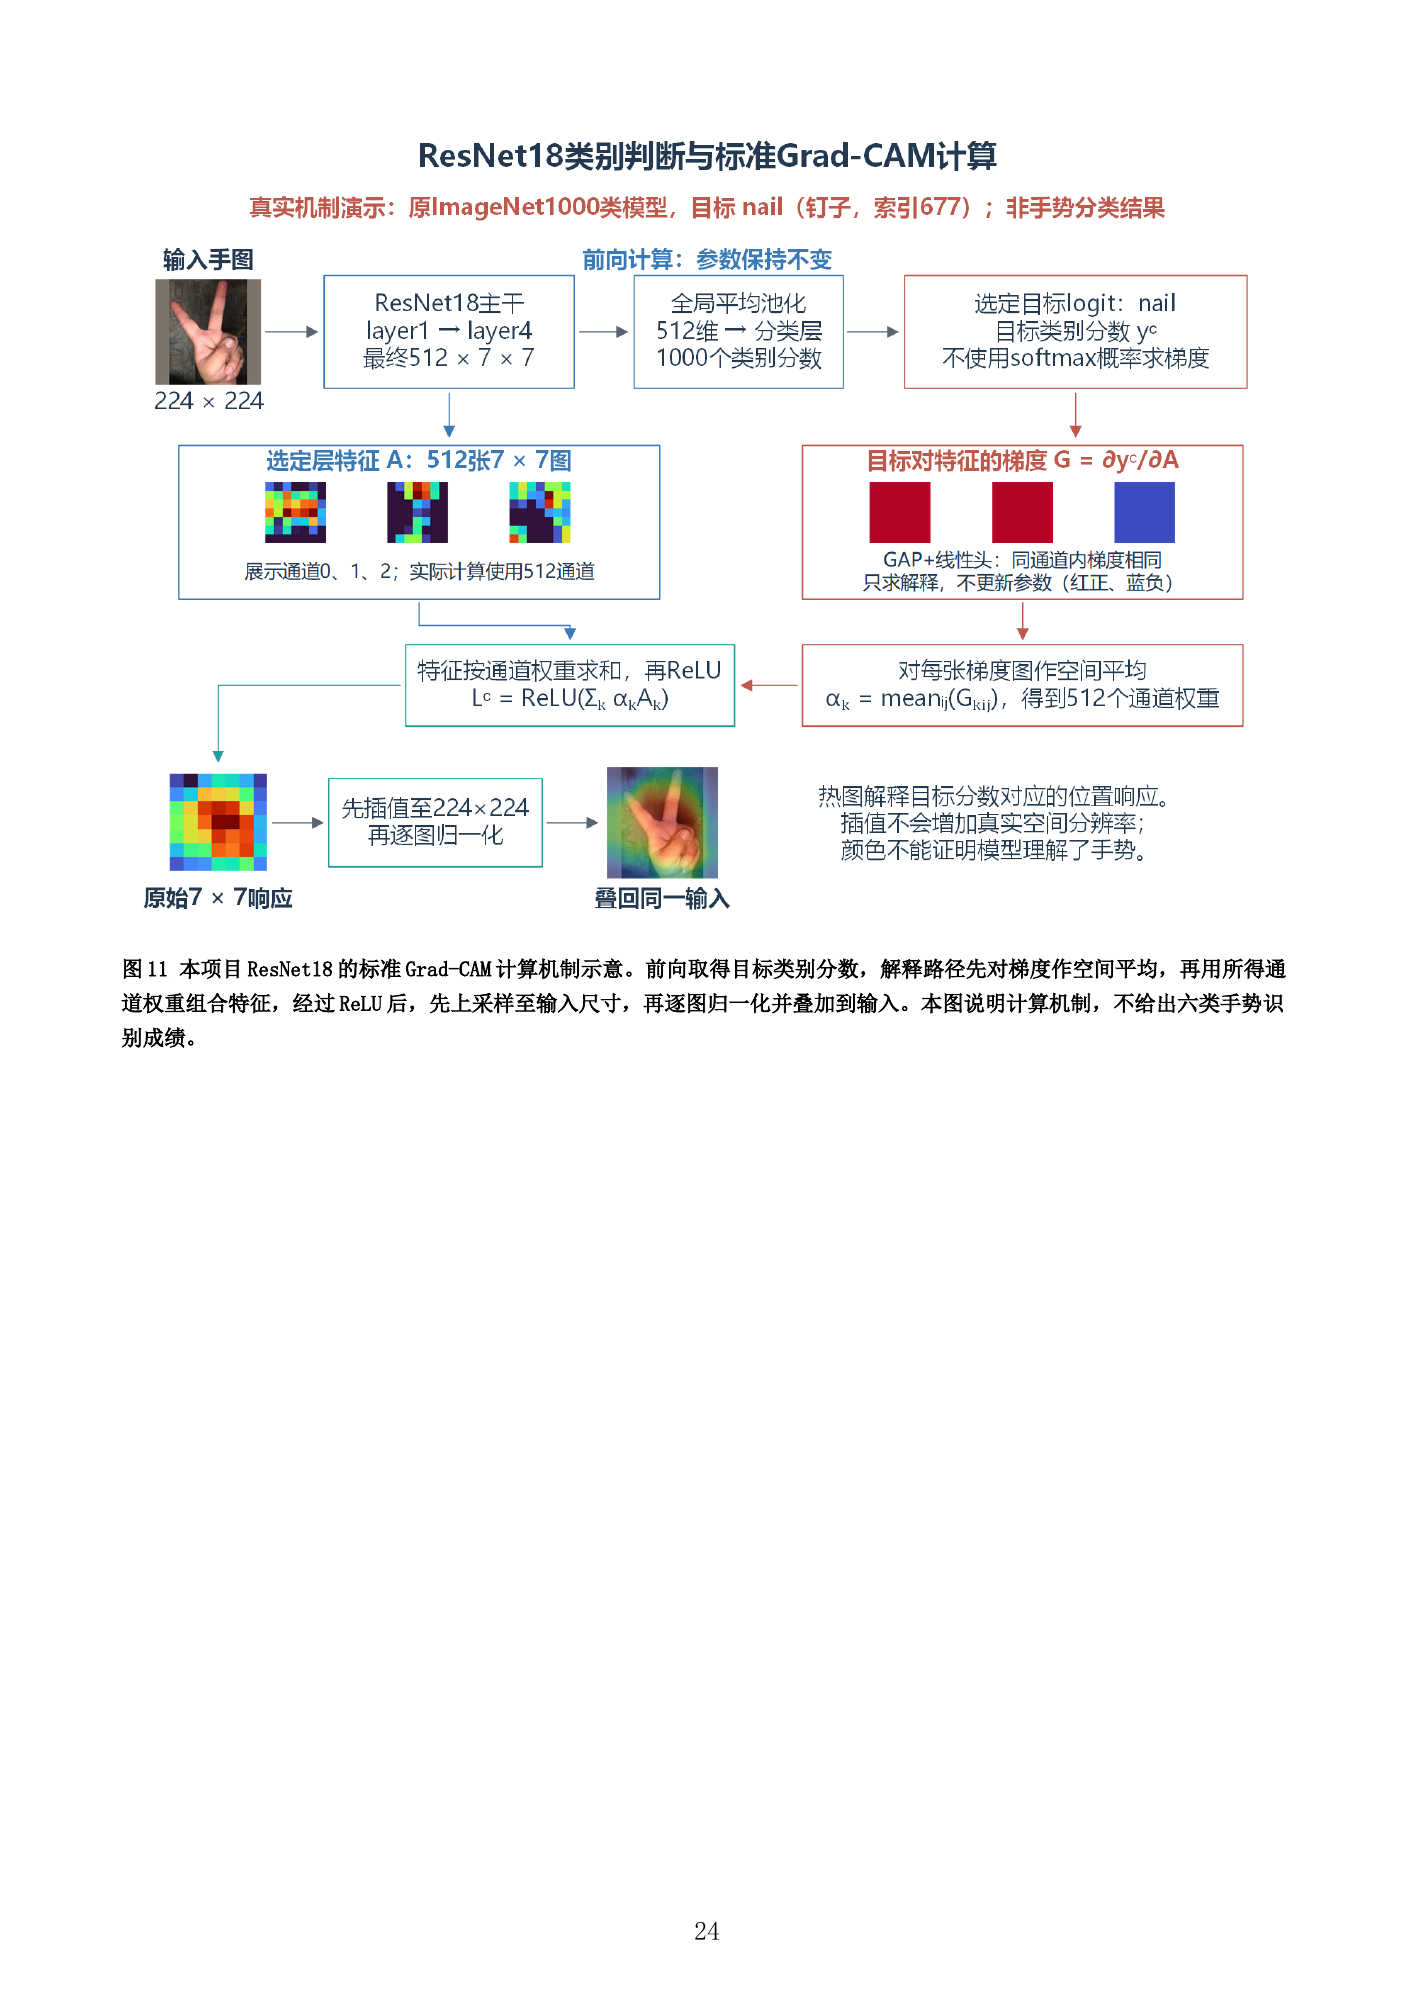 ResNet18类别判断与标准Grad-CAM计算
真实机制演示：原ImageNet1000类模型，目标 nail（钉子，索引677）；非手势分类结果
输入手图
前向计算：参数保持不变
224 × 224
ResNet18主干
layer1 → layer4
最终512 × 7 × 7
全局平均池化
512维 → 分类层
1000个类别分数
选定目标logit：nail
目标类别分数 yᶜ
不使用softmax概率求梯度
选定层特征 A：512张7 × 7图
展示通道0、1、2；实际计算使用512通道
目标对特征的梯度 G = ∂yᶜ/∂A
GAP+线性头：同通道内梯度相同
只求解释，不更新参数（红正、蓝负）
特征按通道权重求和，再ReLU
Lᶜ = ReLU(Σₖ αₖAₖ)
对每张梯度图作空间平均
αₖ = meanᵢⱼ(Gₖᵢⱼ)，得到512个通道权重
原始7 × 7响应
先插值至224×224
再逐图归一化
叠回同一输入
热图解释目标分数对应的位置响应。
插值不会增加真实空间分辨率；
颜色不能证明模型理解了手势。
图 11 本项目 ResNet18 的标准 Grad-CAM 计算机制示意。前向取得目标类别分数，解释路径先对梯度作空间平均，再用所得通
道权重组合特征，经过 ReLU 后，先上采样至输入尺寸，再逐图归一化并叠加到输入。本图说明计算机制，不给出六类手势识
别成绩。
24